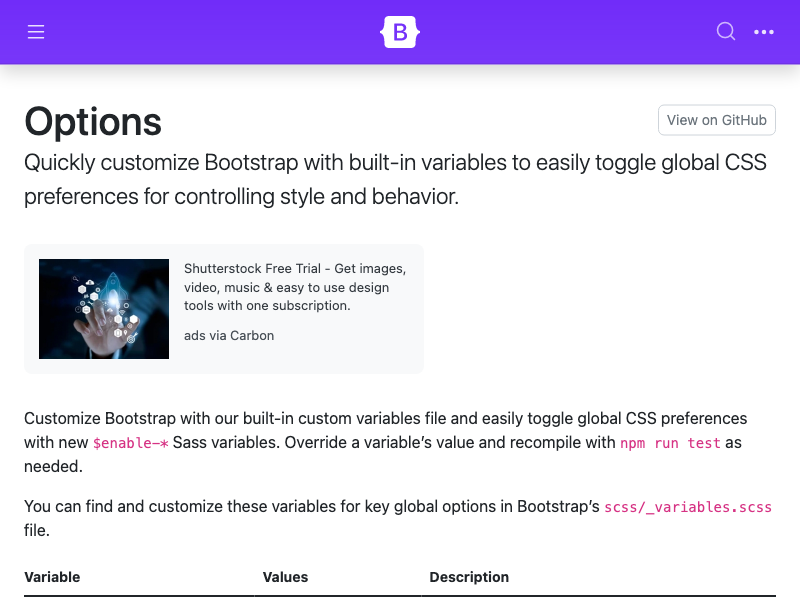 B
Options
View on GitHub
Quickly customize Bootstrap with built-in variables to easily toggle global CSS
preferences for controlling style and behavior.
Shutterstock Free Trial - Get images,
video, music & easy to use design
tools with one subscription.
ads via Carbon
Customize Bootstrap with our built-in custom variables file and easily toggle global CSS preferences
with new $enable-* Sass variables. Override a variable’s value and recompile with npm run test as
needed.
You can find and customize these variables for key global options in Bootstrap’s scss/_variables.scss
file.
Variable Values Description